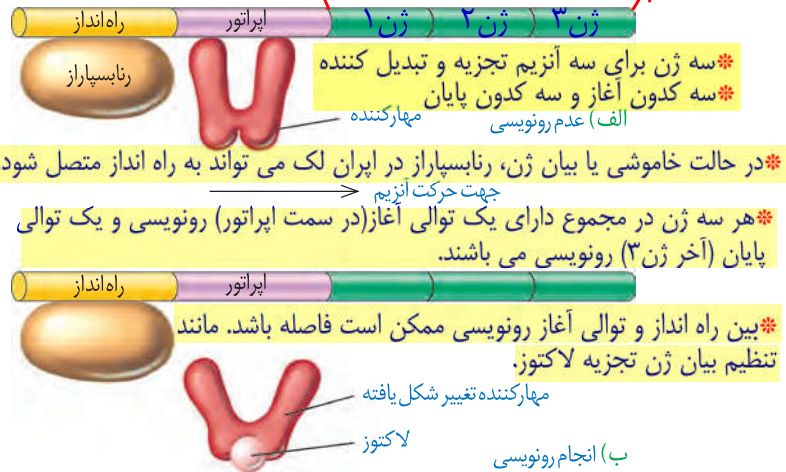 راه‌انداز اپراتور ژن ۱ ژن ۲ ژن ۳
رنابسپاراز
❊سه ژن برای سه آنزیم تجزیه و تبدیل کننده
❊سه کدون آغاز و سه کدون پایان
مهارکننده
الف) عدم رونویسی
❊در حالت خاموشی یا بیان ژن، رنابسپاراز در اپران لک می تواند به راه انداز متصل شود.
جهت حرکت آنزیم
❊هر سه ژن در مجموع دارای یک توالی آغاز(در سمت اپراتور) رونویسی و یک توالی
پایان (آخر ژن۳) رونویسی می باشند.
راه‌انداز اپراتور
❊بین راه انداز و توالی آغاز رونویسی ممکن است فاصله باشد. مانند
تنظیم بیان ژن تجزیه لاکتوز.
مهارکننده تغییر شکل یافته
لاکتوز
ب) انجام رونویسی